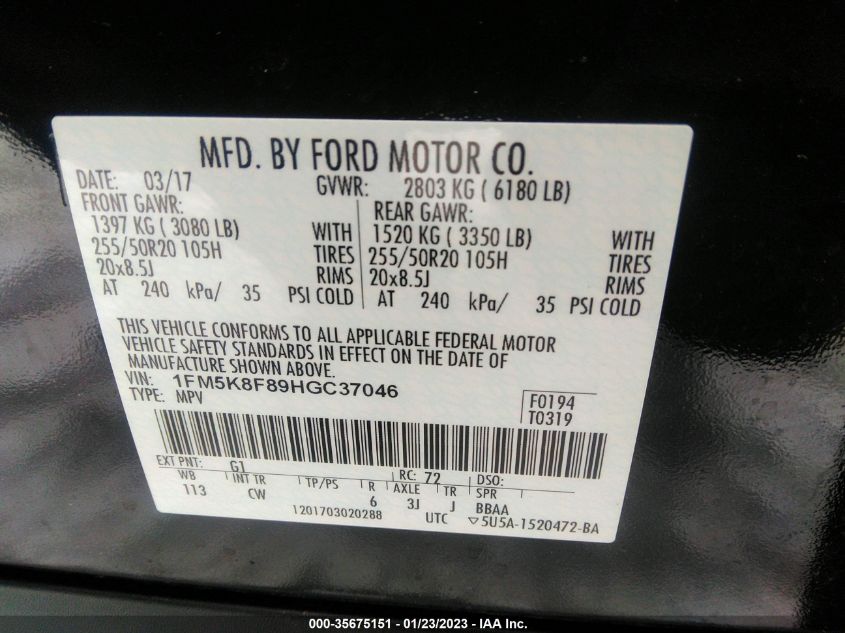 MFD. BY FORD MOTOR CO.
DATE: 03/17 GVWR: 2803 KG ( 6180 LB)
FRONT GAWR: REAR GAWR:
1397 KG ( 3080 LB) WITH 1520 KG ( 3350 LB) WITH
255/50R20 105H TIRES 255/50R20 105H TIRES
20x8.5J RIMS 20x8.5J RIMS
AT 240 kPa/ 35 PSI COLD AT 240 kPa/ 35 PSI COLD
THIS VEHICLE CONFORMS TO ALL APPLICABLE FEDERAL MOTOR
VEHICLE SAFETY STANDARDS IN EFFECT ON THE DATE OF
MANUFACTURE SHOWN ABOVE.
VIN: 1FM5K8F89HGC37046
TYPE: MPV
F0194
T0319
EXT PNT: G1 RC: 72 DSO:
WB INT TR TP/PS R AXLE TR SPR
113 CW 6 3J J BBAA
1201703020288 UTC ▽5U5A-1520472-BA
000-35675151 - 01/23/2023 - IAA Inc.